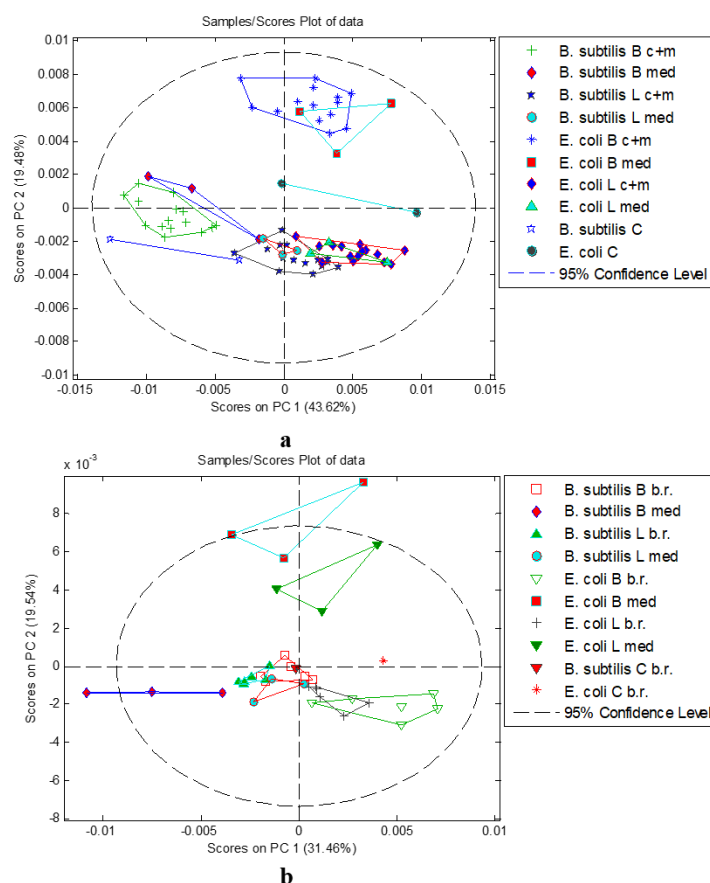 Samples/Scores Plot of data
0.01
0.008
0.006
0.004
0.002
0
-0.002
-0.004
-0.006
-0.008
-0.01
Scores on PC 2 (19.48%)
-0.015
-0.01
-0.005
0
0.005
0.01
0.015
Scores on PC 1 (43.62%)
B. subtilis B c+m
B. subtilis B med
B. subtilis L c+m
B. subtilis L med
E. coli B c+m
E. coli B med
E. coli L c+m
E. coli L med
B. subtilis C
E. coli C
95% Confidence Level
a
x 10⁻³
Samples/Scores Plot of data
8
6
4
2
0
-2
-4
-6
-8
Scores on PC 2 (19.54%)
-0.01
-0.005
0
0.005
0.01
Scores on PC 1 (31.46%)
B. subtilis B b.r.
B. subtilis B med
B. subtilis L b.r.
B. subtilis L med
E. coli B b.r.
E. coli B med
E. coli L b.r.
E. coli L med
B. subtilis C b.r.
E. coli C b.r.
95% Confidence Level
b